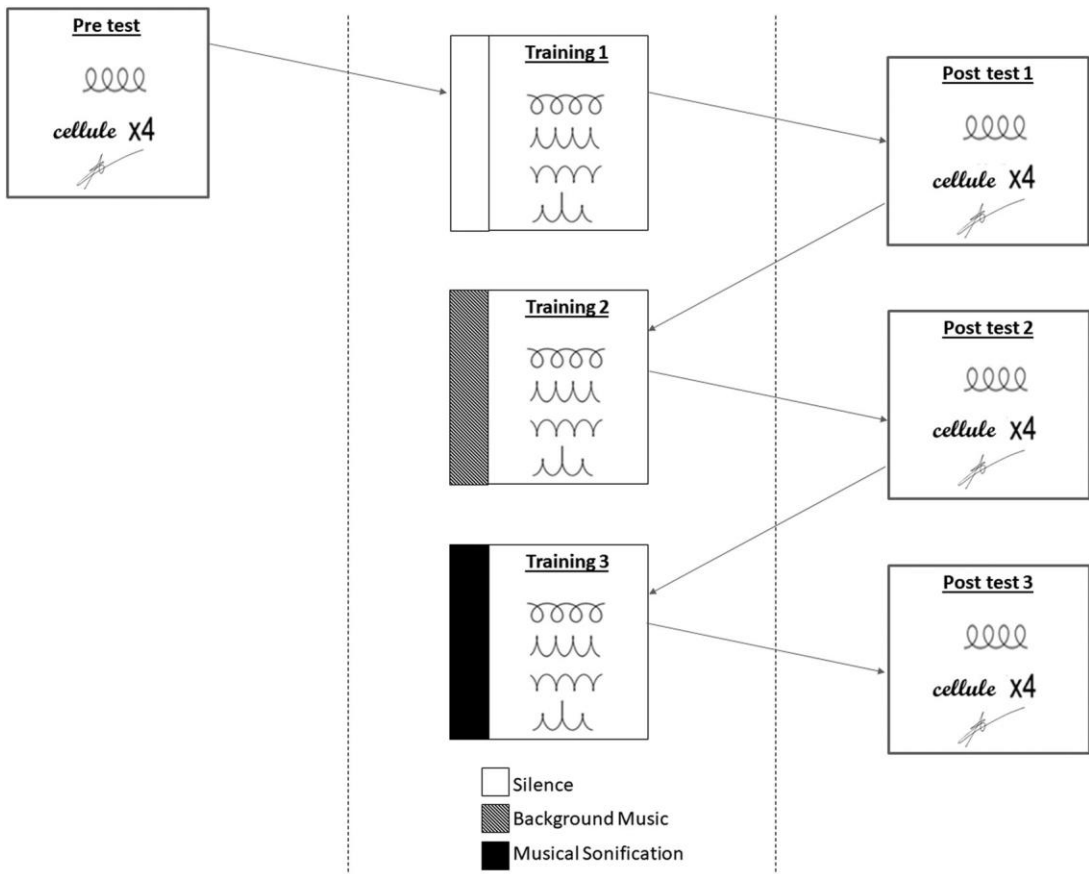 Pre test
cellule x4
Training 1
Post test 1
cellule x4
Training 2
Post test 2
cellule x4
Training 3
Post test 3
cellule x4
Silence
Background Music
Musical Sonification